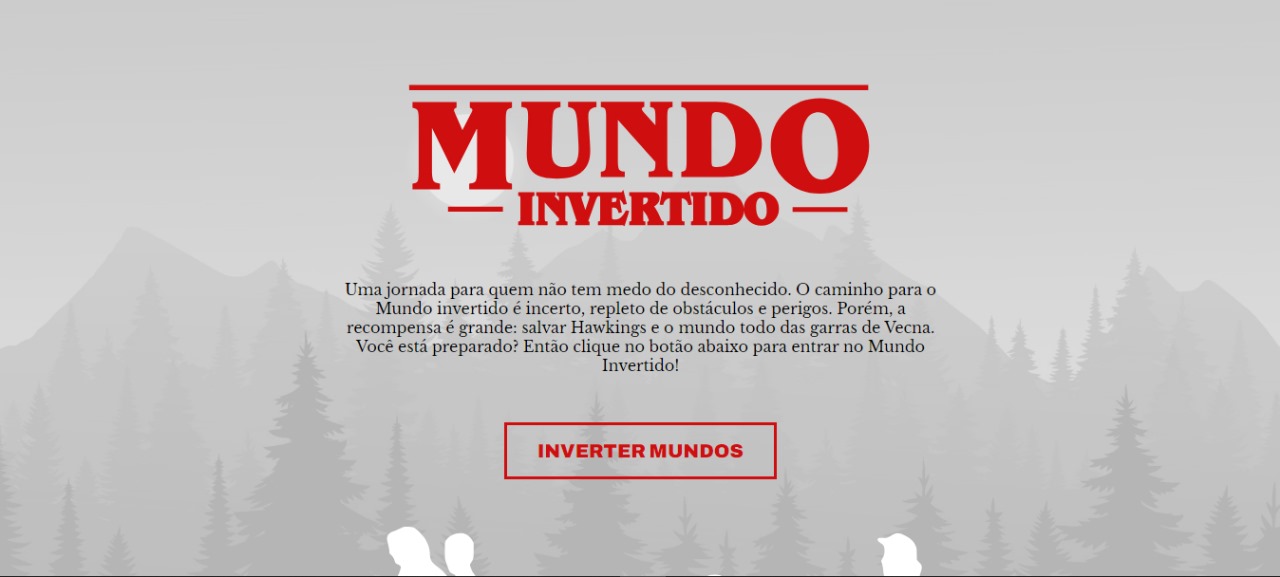 MUNDO
INVERTIDO
Uma jornada para quem não tem medo do desconhecido. O caminho para o
Mundo invertido é incerto, repleto de obstáculos e perigos. Porém, a
recompensa é grande: salvar Hawkings e o mundo todo das garras de Vecna.
Você está preparado? Então clique no botão abaixo para entrar no Mundo
Invertido!
INVERTER MUNDOS